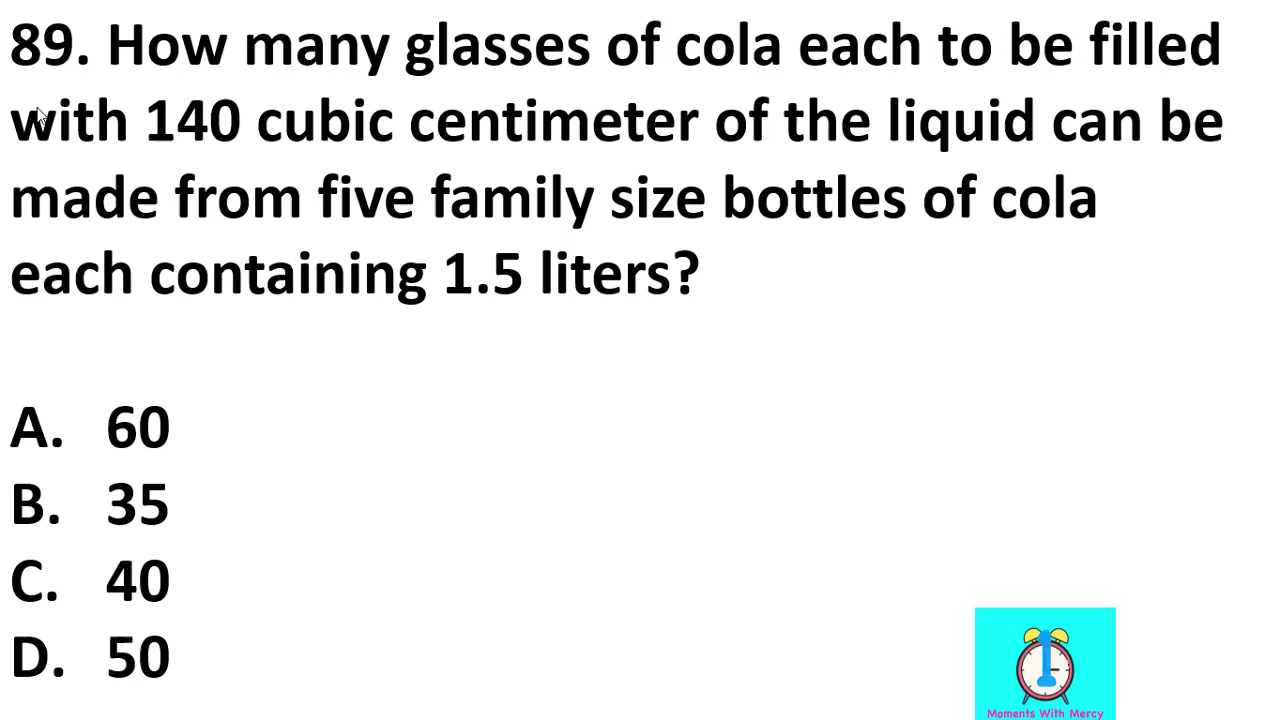 89. How many glasses of cola each to be filled
with 140 cubic centimeter of the liquid can be
made from five family size bottles of cola
each containing 1.5 liters?
A. 60
B. 35
C. 40
D. 50
Moments With Mercy